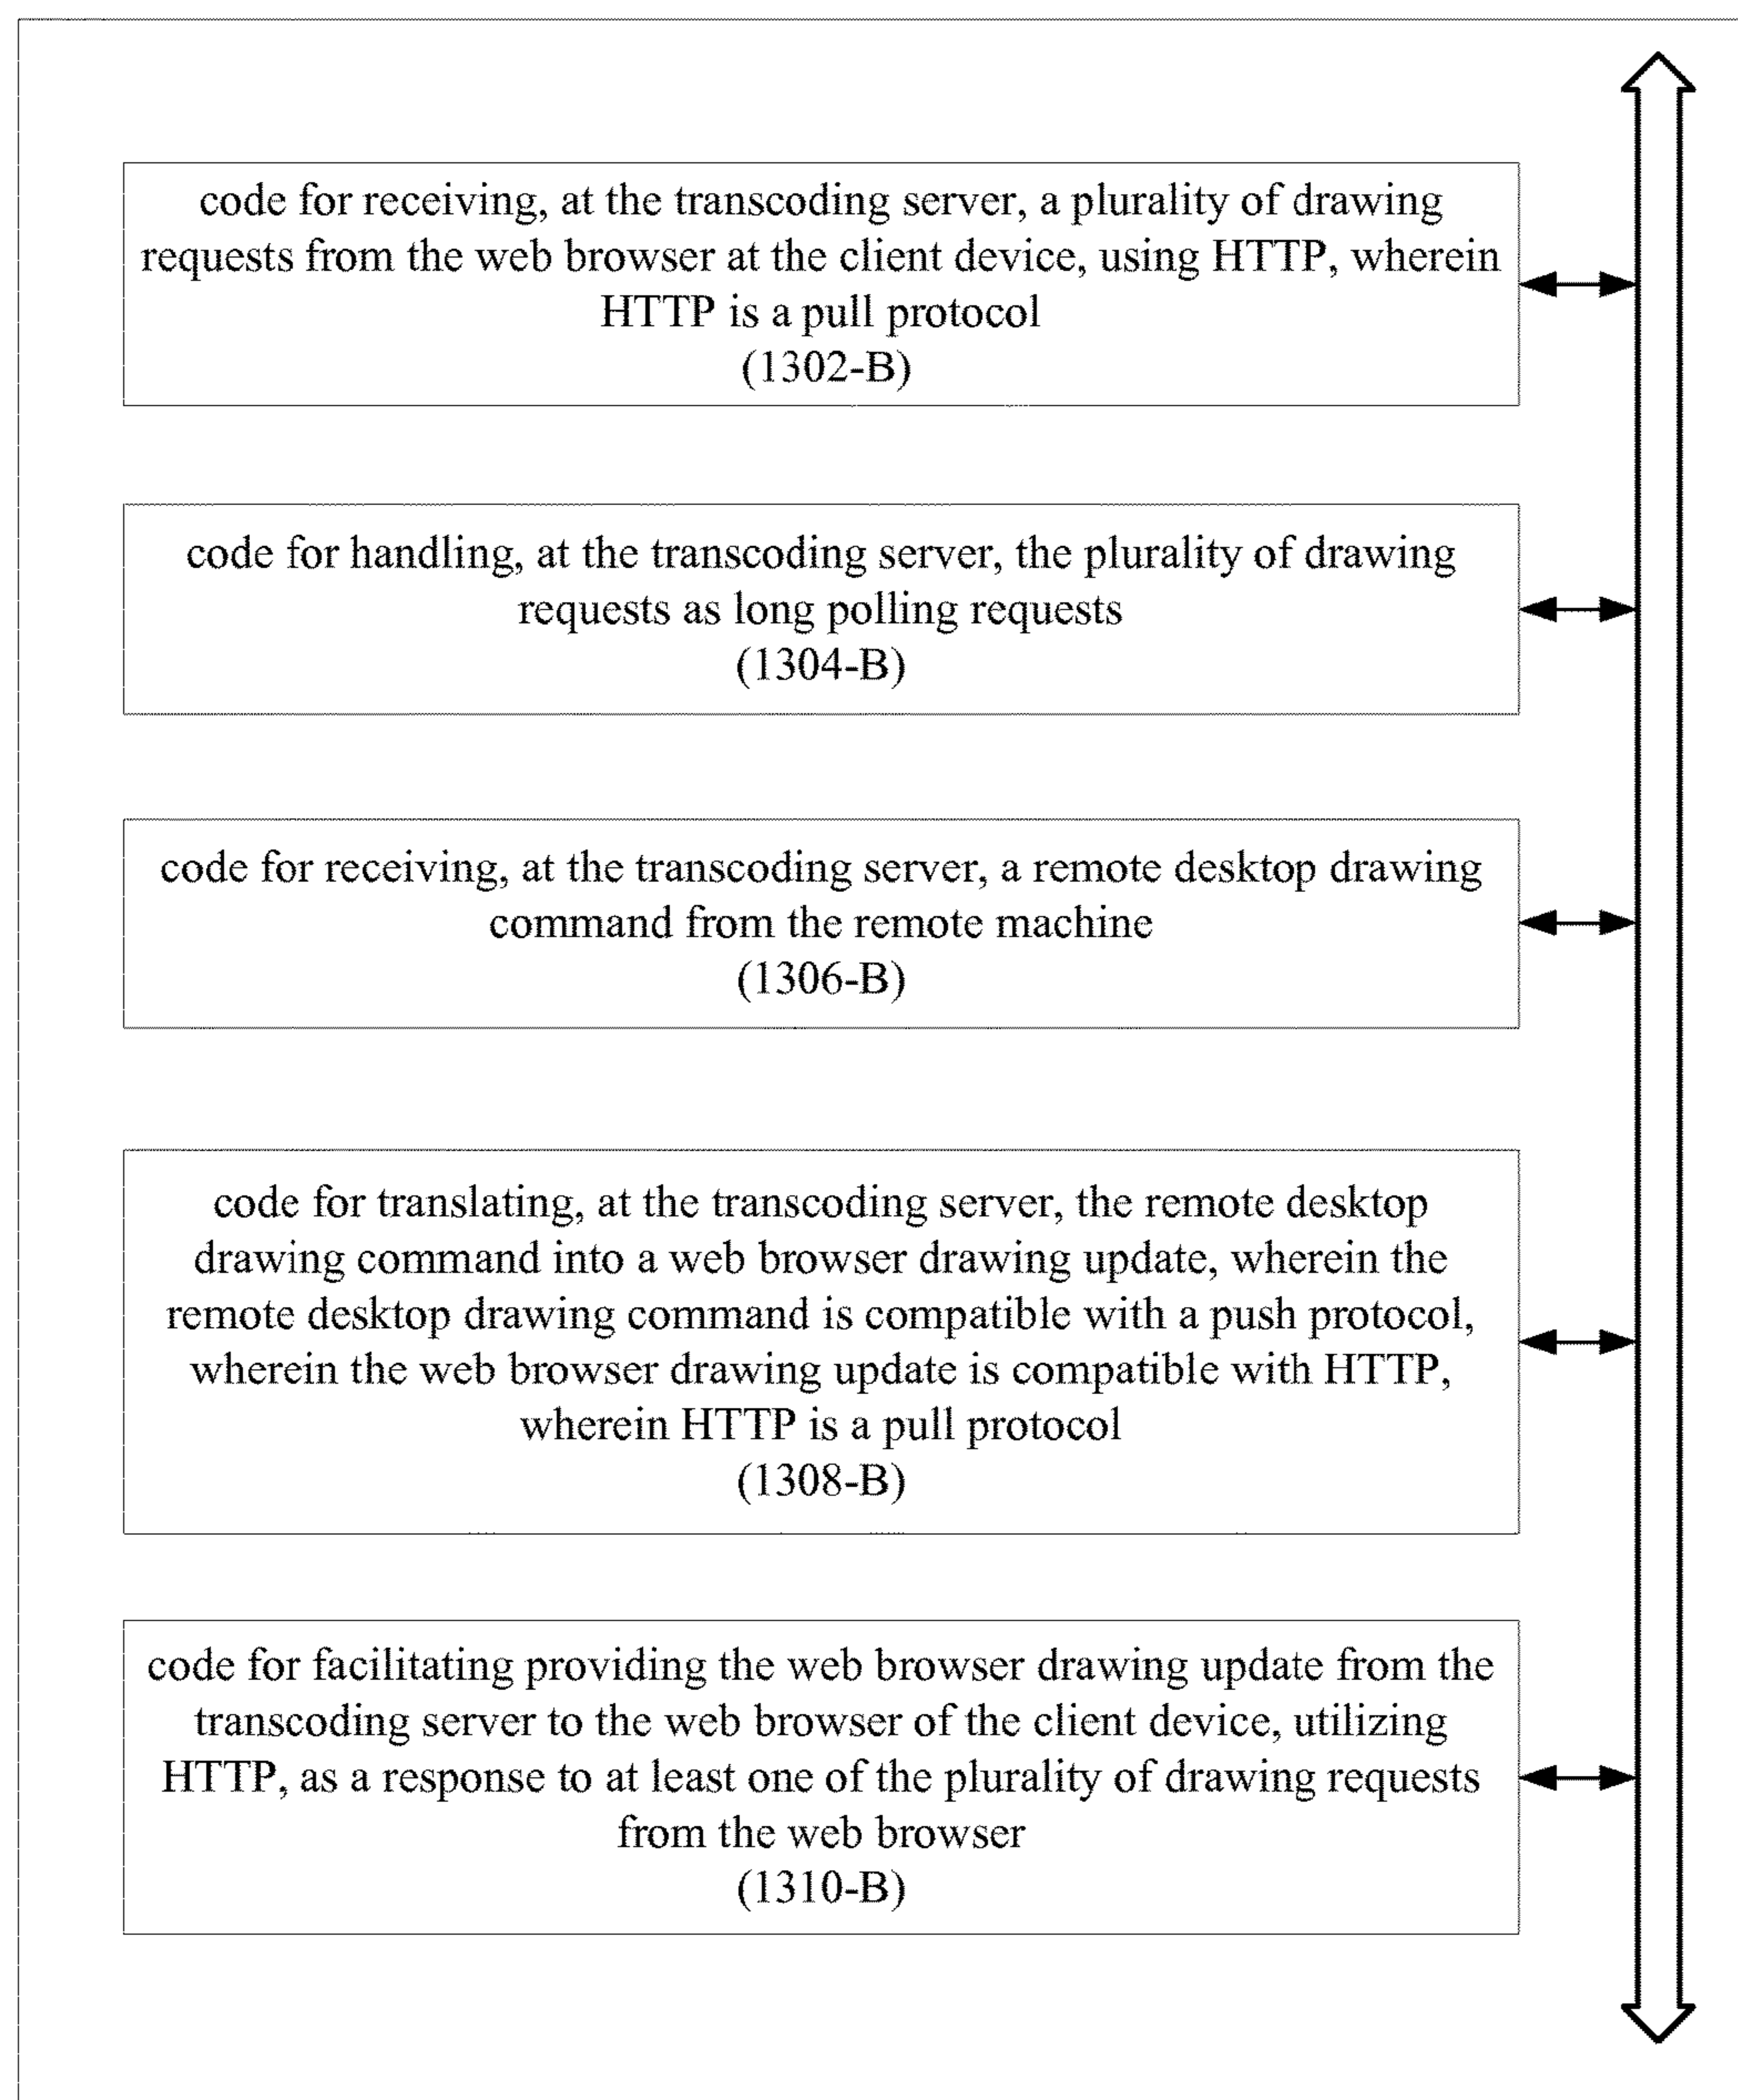 code for receiving, at the transcoding server, a plurality of drawing
requests from the web browser at the client device, using HTTP, wherein
HTTP is a pull protocol
(1302-B)
code for handling, at the transcoding server, the plurality of drawing
requests as long polling requests
(1304-B)
code for receiving, at the transcoding server, a remote desktop drawing
command from the remote machine
(1306-B)
code for translating, at the transcoding server, the remote desktop
drawing command into a web browser drawing update, wherein the
remote desktop drawing command is compatible with a push protocol,
wherein the web browser drawing update is compatible with HTTP,
wherein HTTP is a pull protocol
(1308-B)
code for facilitating providing the web browser drawing update from the
transcoding server to the web browser of the client device, utilizing
HTTP, as a response to at least one of the plurality of drawing requests
from the web browser
(1310-B)